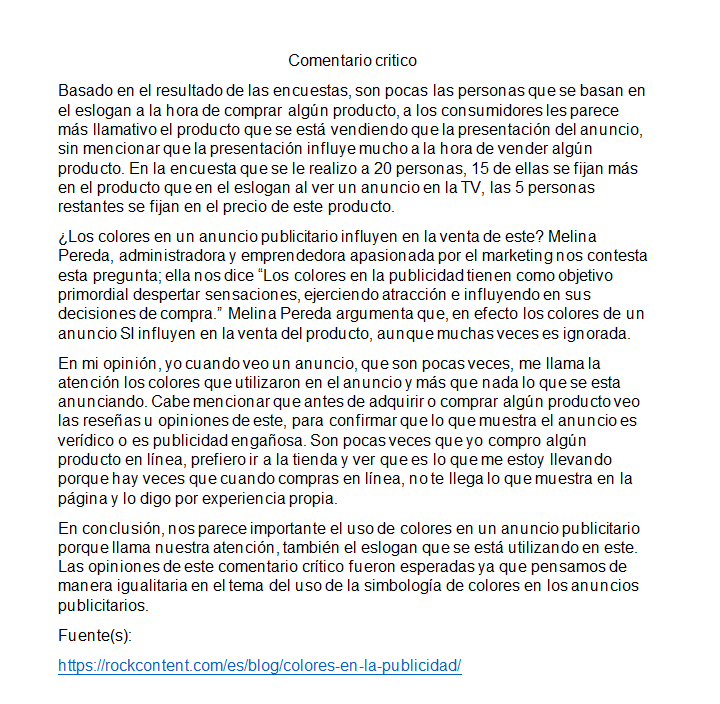 Comentario critico
Basado en el resultado de las encuestas, son pocas las personas que se basan en
el eslogan a la hora de comprar algún producto, a los consumidores les parece
más llamativo el producto que se está vendiendo que la presentación del anuncio,
sin mencionar que la presentación influye mucho a la hora de vender algún
producto. En la encuesta que se le realizo a 20 personas, 15 de ellas se fijan más
en el producto que en el eslogan al ver un anuncio en la TV, las 5 personas
restantes se fijan en el precio de este producto.
¿Los colores en un anuncio publicitario influyen en la venta de este? Melina
Pereda, administradora y emprendedora apasionada por el marketing nos contesta
esta pregunta; ella nos dice “Los colores en la publicidad tienen como objetivo
primordial despertar sensaciones, ejerciendo atracción e influyendo en sus
decisiones de compra.” Melina Pereda argumenta que, en efecto los colores de un
anuncio SI influyen en la venta del producto, aunque muchas veces es ignorada.
En mi opinión, yo cuando veo un anuncio, que son pocas veces, me llama la
atención los colores que utilizaron en el anuncio y más que nada lo que se esta
anunciando. Cabe mencionar que antes de adquirir o comprar algún producto veo
las reseñas u opiniones de este, para confirmar que lo que muestra el anuncio es
verídico o es publicidad engañosa. Son pocas veces que yo compro algún
producto en línea, prefiero ir a la tienda y ver que es lo que me estoy llevando
porque hay veces que cuando compras en línea, no te llega lo que muestra en la
página y lo digo por experiencia propia.
En conclusión, nos parece importante el uso de colores en un anuncio publicitario
porque llama nuestra atención, también el eslogan que se está utilizando en este.
Las opiniones de este comentario crítico fueron esperadas ya que pensamos de
manera igualitaria en el tema del uso de la simbología de colores en los anuncios
publicitarios.
Fuente(s):
https://rockcontent.com/es/blog/colores-en-la-publicidad/